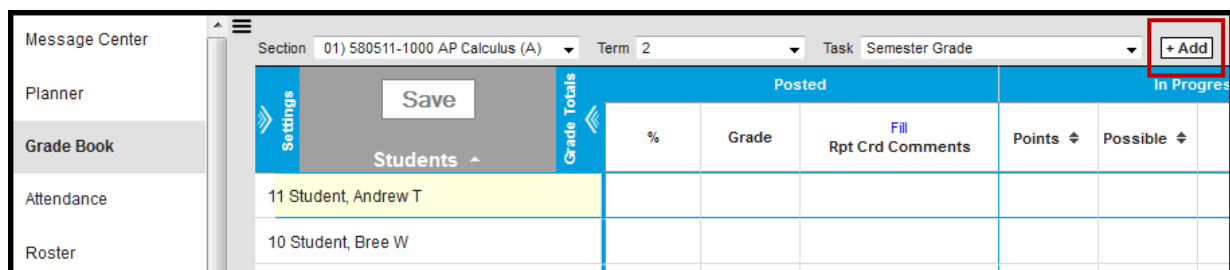 Message Center
Planner
Grade Book
Attendance
Roster
Section 01) 580511-1000 AP Calculus (A) Term 2 Task Semester Grade + Add
Settings
Save
Students
Grade Totals
Posted
In Progres
%
Grade
Fill
Rpt Crd Comments
Points
Possible
11 Student, Andrew T
10 Student, Bree W